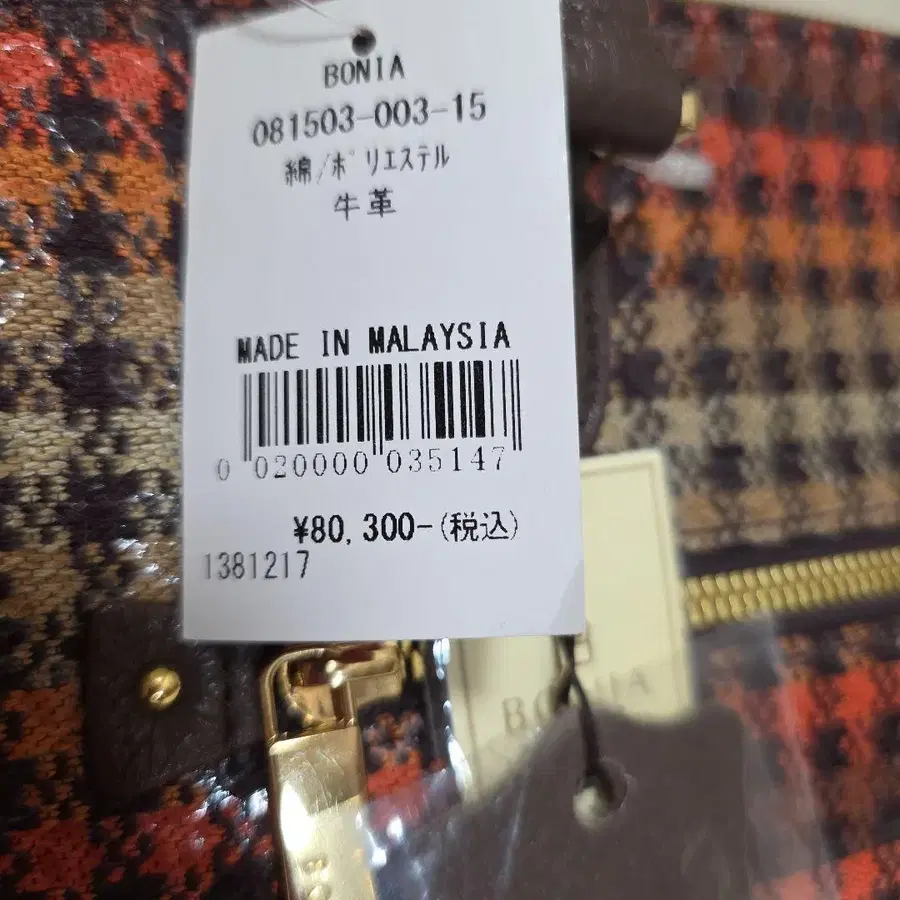 BONIA
081503-003-15
綿/ポリエステル
牛革
MADE IN MALAYSIA
0 020000 035147
¥80,300-(税込)
1381217
BONIA